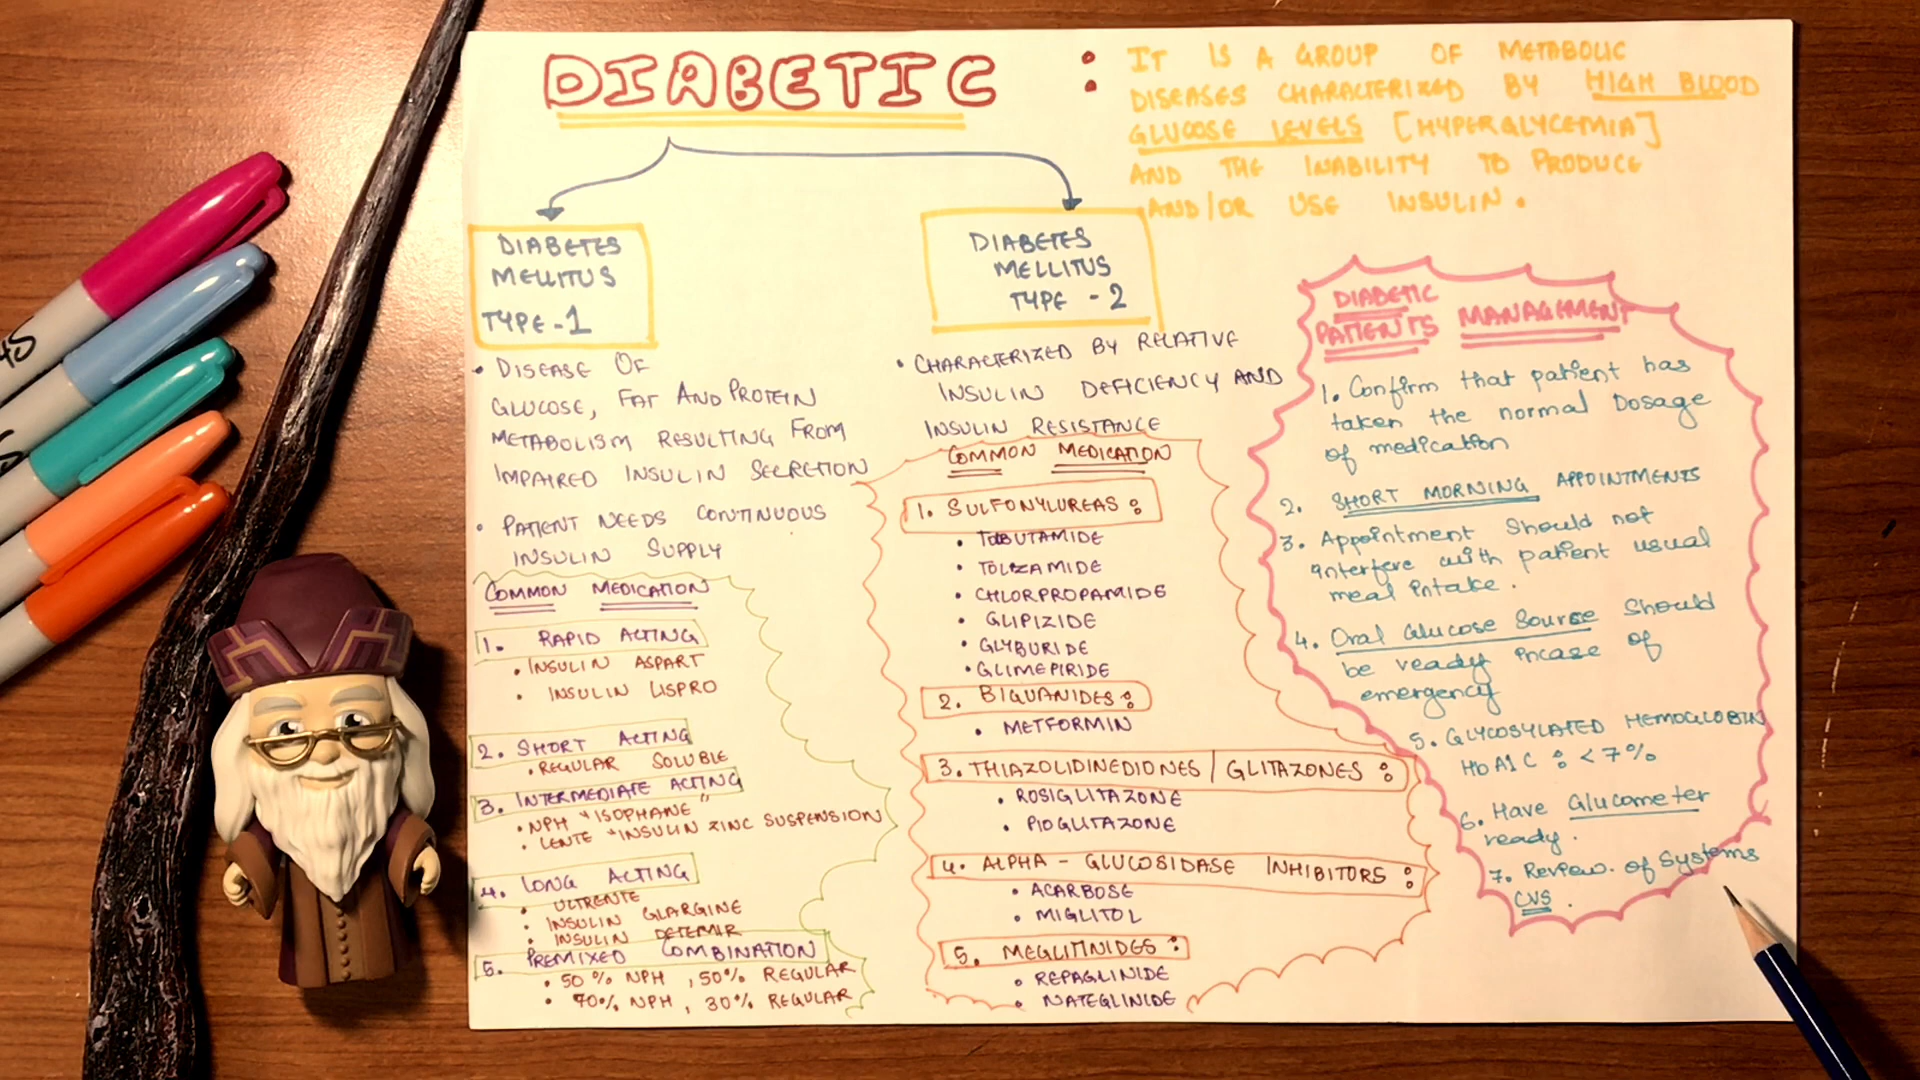 DIABETIC :
IT IS A GROUP OF METABOLIC
DISEASES CHARACTERIZED BY HIGH BLOOD
GLUCOSE LEVELS [HYPERGLYCEMIA]
AND THE INABILITY TO PRODUCE
AND/OR USE INSULIN.
DIABETES
MELLITUS
TYPE-1
• DISEASE OF
GLUCOSE, FAT AND PROTEIN
METABOLISM RESULTING FROM
IMPAIRED INSULIN SECRETION
• PATIENT NEEDS CONTINUOUS
INSULIN SUPPLY
COMMON MEDICATION
1. RAPID ACTING
• INSULIN ASPART
• INSULIN LISPRO
2. SHORT ACTING
• REGULAR SOLUBLE
3. INTERMEDIATE ACTING
• NPH "ISOPHANE"
• LENTE "INSULIN ZINC SUSPENSION
4. LONG ACTING
• ULTRENTE
• INSULIN GLARGINE
• INSULIN DETEMIR
5. PREMIXED COMBINATION
• 50% NPH, 50% REGULAR
• 70% NPH, 30% REGULAR
DIABETES
MELLITUS
TYPE-2
• CHARACTERIZED BY RELATIVE
INSULIN DEFICIENCY AND
INSULIN RESISTANCE
COMMON MEDICATION
1. SULFONYLUREAS :
• TOLBUTAMIDE
• TOLZAMIDE
• CHLORPROPAMIDE
• GLIPIZIDE
• GLYBURIDE
• GLIMEPIRIDE
2. BIGUANIDES :
• METFORMIN
3. THIAZOLIDINEDIONES / GLITAZONES :
• ROSIGLITAZONE
• PIOGLITAZONE
4. ALPHA - GLUCOSIDASE INHIBITORS :
• ACARBOSE
• MIGLITOL
5. MEGLITINIDES :
• REPAGLINIDE
• NATEGLINIDE
DIABETIC
PATIENTS MANAGEMENT
1. Confirm that patient has
taken the normal Dosage
of medication
2. SHORT MORNING APPOINTMENTS
3. Appointment should not
interfere with patient usual
meal intake.
4. Oral Glucose Source should
be ready incase of
emergency
5. GLYCOSYLATED HEMOGLOBIN
HbA1C : <7%
6. Have Glucometer
ready.
7. Review. of Systems
CVS.